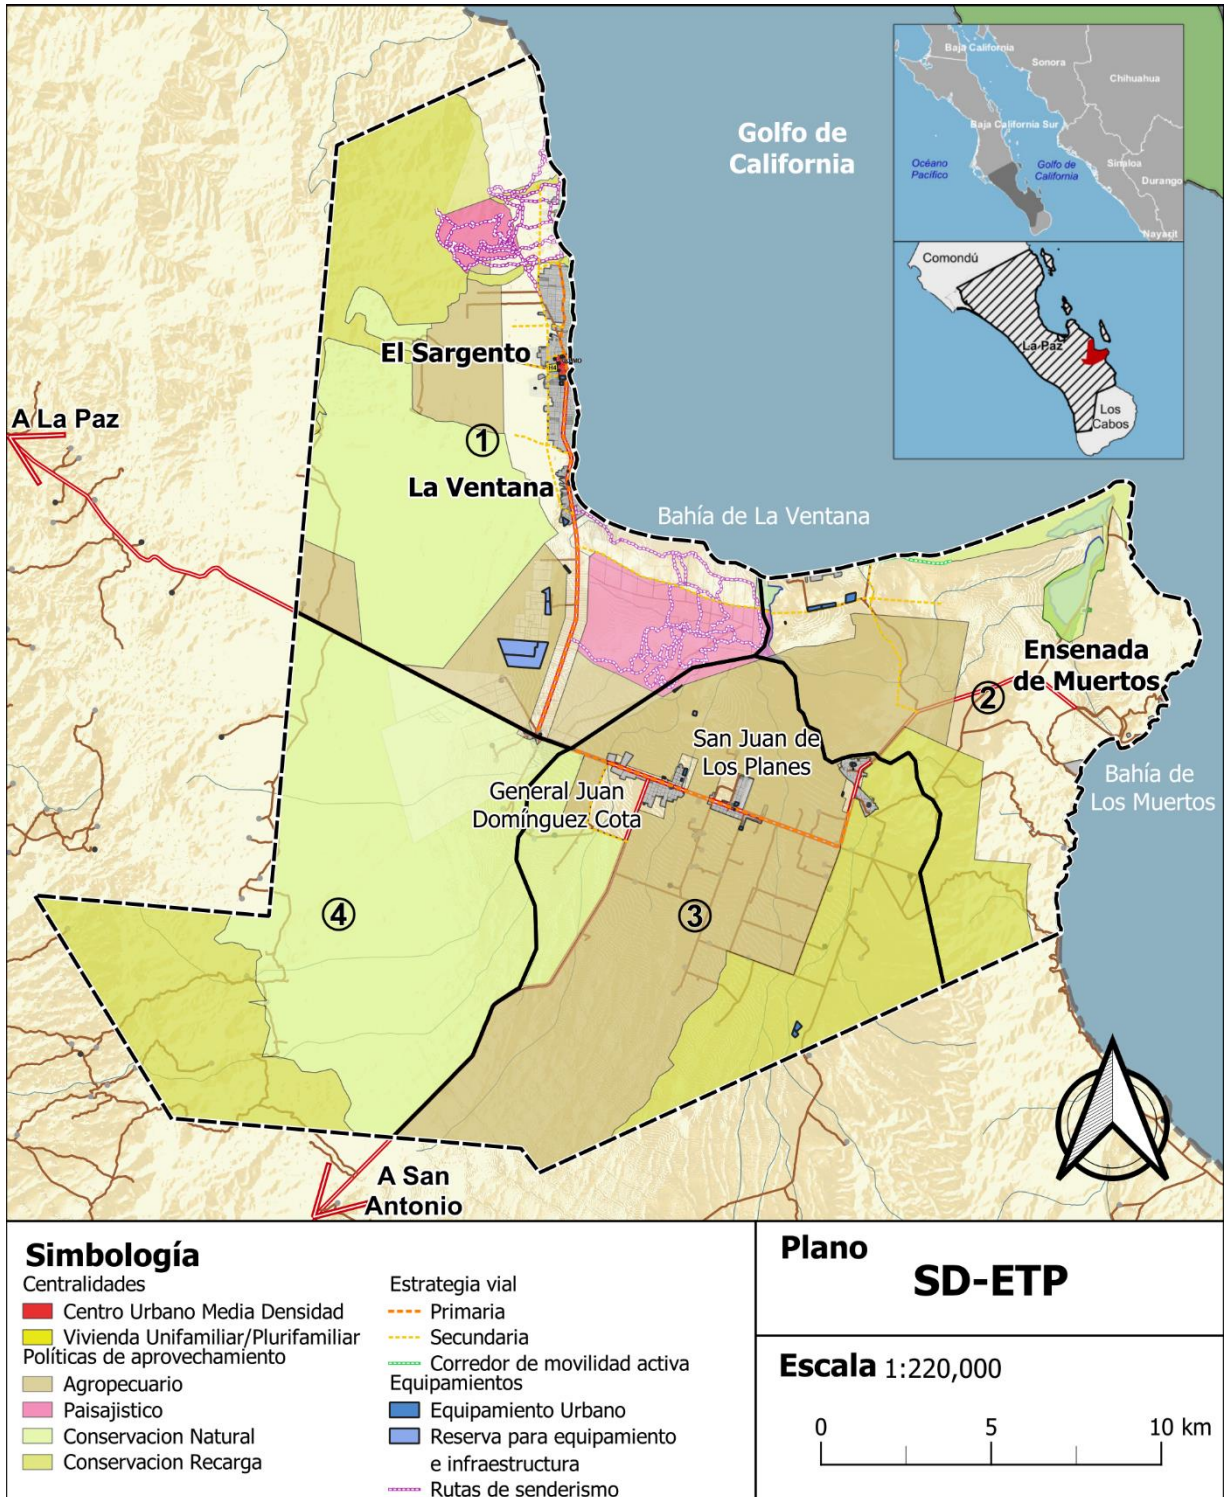 Golfo de
California
Baja California
Sonora
Chihuahua
Baja California Sur
Océano
Pacífico
Golfo de
California
Sinaloa
Durango
Nayarit
Comondú
La Paz
Los
Cabos
El Sargento
A La Paz
①
La Ventana
Bahía de La Ventana
Ensenada
de Muertos
②
San Juan de
Los Planes
Bahía de
Los Muertos
General Juan
Domínguez Cota
④
③
A San
Antonio
Simbología
Centralidades
Centro Urbano Media Densidad
Vivienda Unifamiliar/Plurifamiliar
Políticas de aprovechamiento
Agropecuario
Paisajistico
Conservacion Natural
Conservacion Recarga
Estrategia vial
Primaria
Secundaria
Corredor de movilidad activa
Equipamientos
Equipamiento Urbano
Reserva para equipamiento
e infraestructura
Rutas de senderismo
Plano
SD-ETP
Escala 1:220,000
0 5 10 km